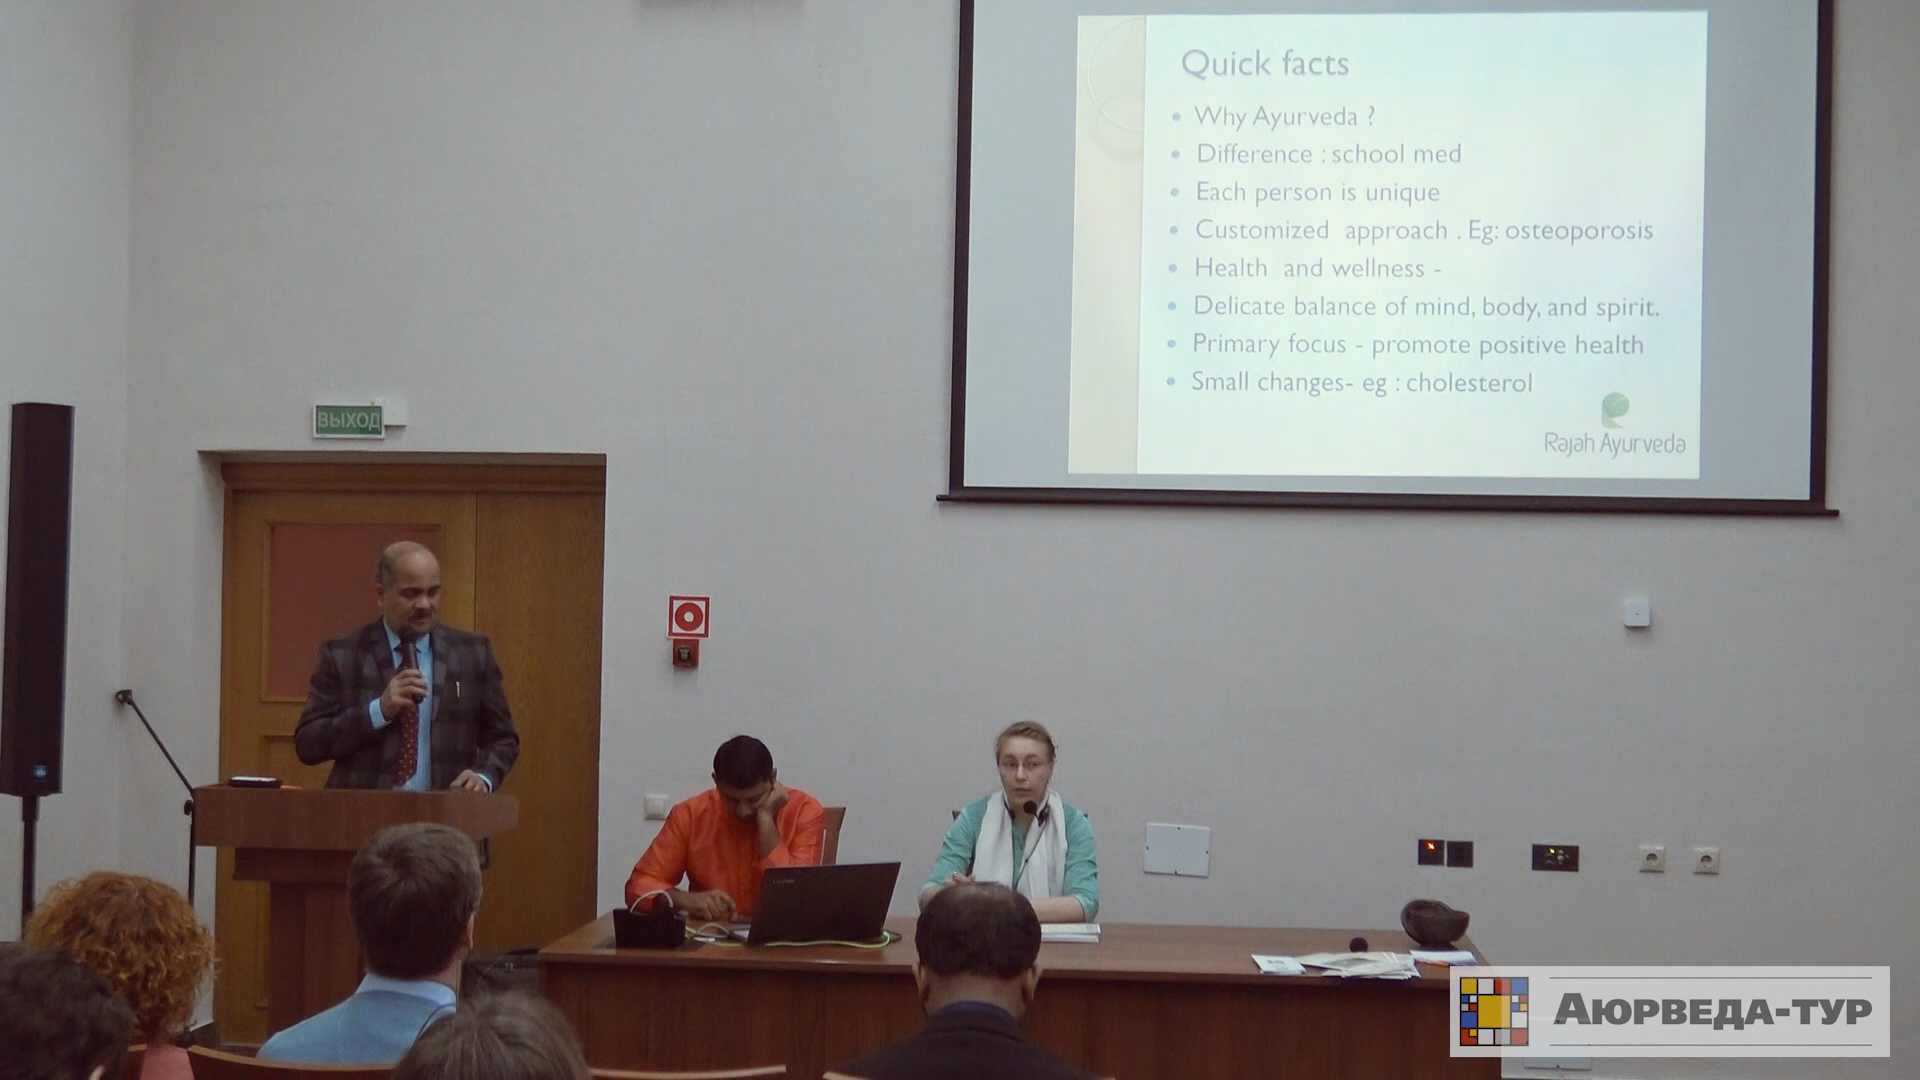 Quick facts
• Why Ayurveda ?
• Difference : school med
• Each person is unique
• Customized approach . Eg: osteoporosis
• Health and wellness -
• Delicate balance of mind, body, and spirit.
• Primary focus - promote positive health
• Small changes- eg : cholesterol
Rajah Ayurveda
ВЫХОД
АЮРВЕДА-ТУР